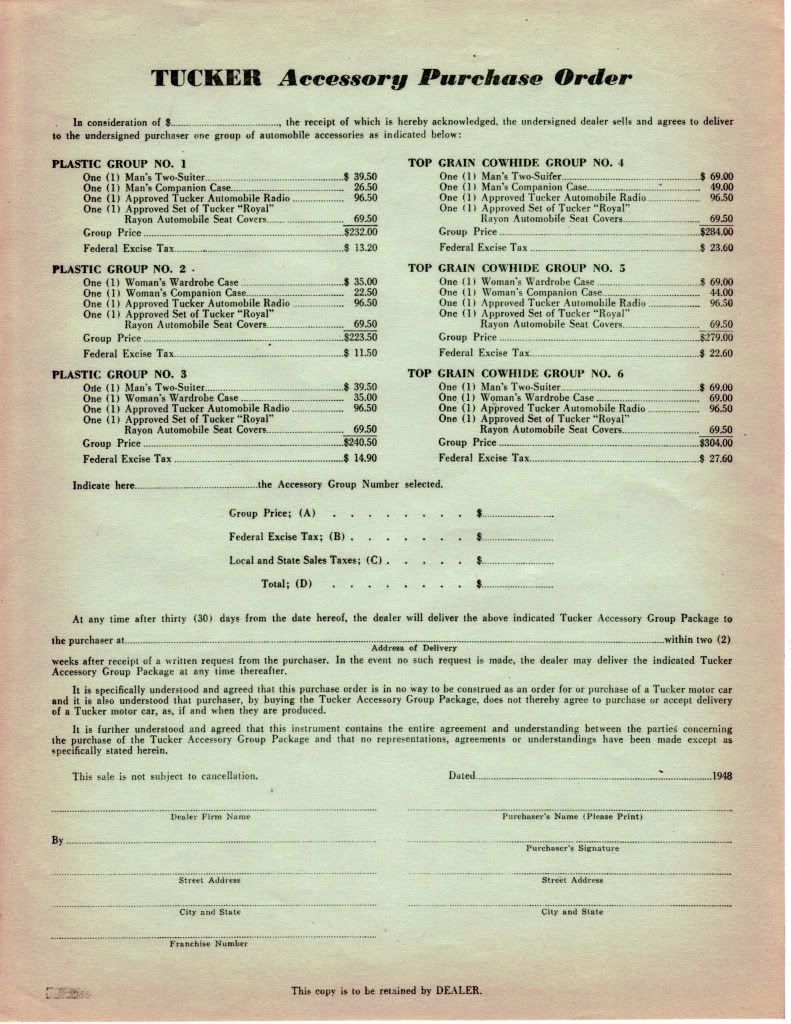 TUCKER Accessory Purchase Order
In consideration of $......................................, the receipt of which is hereby acknowledged, the undersigned dealer sells and agrees to deliver
to the undersigned purchaser one group of automobile accessories as indicated below:
PLASTIC GROUP NO. 1
One (1) Man's Two-Suiter..............................................$ 39.50
One (1) Man's Companion Case..................................... 26.50
One (1) Approved Tucker Automobile Radio ................. 96.50
One (1) Approved Set of Tucker "Royal"
Rayon Automobile Seat Covers......................... 69.50
Group Price ..................................................................$232.00
Federal Excise Tax........................................................$ 13.20
PLASTIC GROUP NO. 2
One (1) Woman's Wardrobe Case ..................................$ 35.00
One (1) Woman's Companion Case................................ 22.50
One (1) Approved Tucker Automobile Radio ................. 96.50
One (1) Approved Set of Tucker "Royal"
Rayon Automobile Seat Covers......................... 69.50
Group Price ..................................................................$223.50
Federal Excise Tax........................................................$ 11.50
PLASTIC GROUP NO. 3
One (1) Man's Two-Suiter..............................................$ 39.50
One (1) Woman's Wardrobe Case .................................. 35.00
One (1) Approved Tucker Automobile Radio ................. 96.50
One (1) Approved Set of Tucker "Royal"
Rayon Automobile Seat Covers......................... 69.50
Group Price ..................................................................$240.50
Federal Excise Tax ........................................................$ 14.90
TOP GRAIN COWHIDE GROUP NO. 4
One (1) Man's Two-Suiter..............................................$ 69.00
One (1) Man's Companion Case..................................... 49.00
One (1) Approved Tucker Automobile Radio ................. 96.50
One (1) Approved Set of Tucker "Royal"
Rayon Automobile Seat Covers......................... 69.50
Group Price ..................................................................$284.00
Federal Excise Tax ........................................................$ 23.60
TOP GRAIN COWHIDE GROUP NO. 5
One (1) Woman's Wardrobe Case ..................................$ 69.00
One (1) Woman's Companion Case................................ 44.00
One (1) Approved Tucker Automobile Radio ................. 96.50
One (1) Approved Set of Tucker "Royal"
Rayon Automobile Seat Covers......................... 69.50
Group Price ..................................................................$279.00
Federal Excise Tax........................................................$ 22.60
TOP GRAIN COWHIDE GROUP NO. 6
One (1) Man's Two-Suiter..............................................$ 69.00
One (1) Woman's Wardrobe Case .................................. 69.00
One (1) Approved Tucker Automobile Radio ................. 96.50
One (1) Approved Set of Tucker "Royal"
Rayon Automobile Seat Covers......................... 69.50
Group Price ..................................................................$304.00
Federal Excise Tax........................................................$ 27.60
Indicate here..........................................the Accessory Group Number selected.
Group Price; (A) . . . . . . . . $........................
Federal Excise Tax; (B) . . . . . . . $........................
Local and State Sales Taxes; (C) . . . . . $........................
Total; (D) . . . . . . . . $........................
At any time after thirty (30) days from the date hereof, the dealer will deliver the above indicated Tucker Accessory Group Package to
the purchaser at..............................................................................within two (2)
Address of Delivery
weeks after receipt of a written request from the purchaser. In the event no such request is made, the dealer may deliver the indicated Tucker
Accessory Group Package at any time thereafter.
It is specifically understood and agreed that this purchase order is in no way to be construed as an order for or purchase of a Tucker motor car
and it is also understood that purchaser, by buying the Tucker Accessory Group Package, does not thereby agree to purchase or accept delivery
of a Tucker motor car, as, if and when they are produced.
It is further understood and agreed that this instrument contains the entire agreement and understanding between the parties concerning
the purchase of the Tucker Accessory Group Package and that no representations, agreements or understandings have been made except as
specifically stated herein.
This sale is not subject to cancellation.
Dated......................................................................1948
Dealer Firm Name
Purchaser's Name (Please Print)
By ......................................................................
Purchaser's Signature
Street Address
Street Address
City and State
City and State
Franchise Number
This copy is to be retained by DEALER.